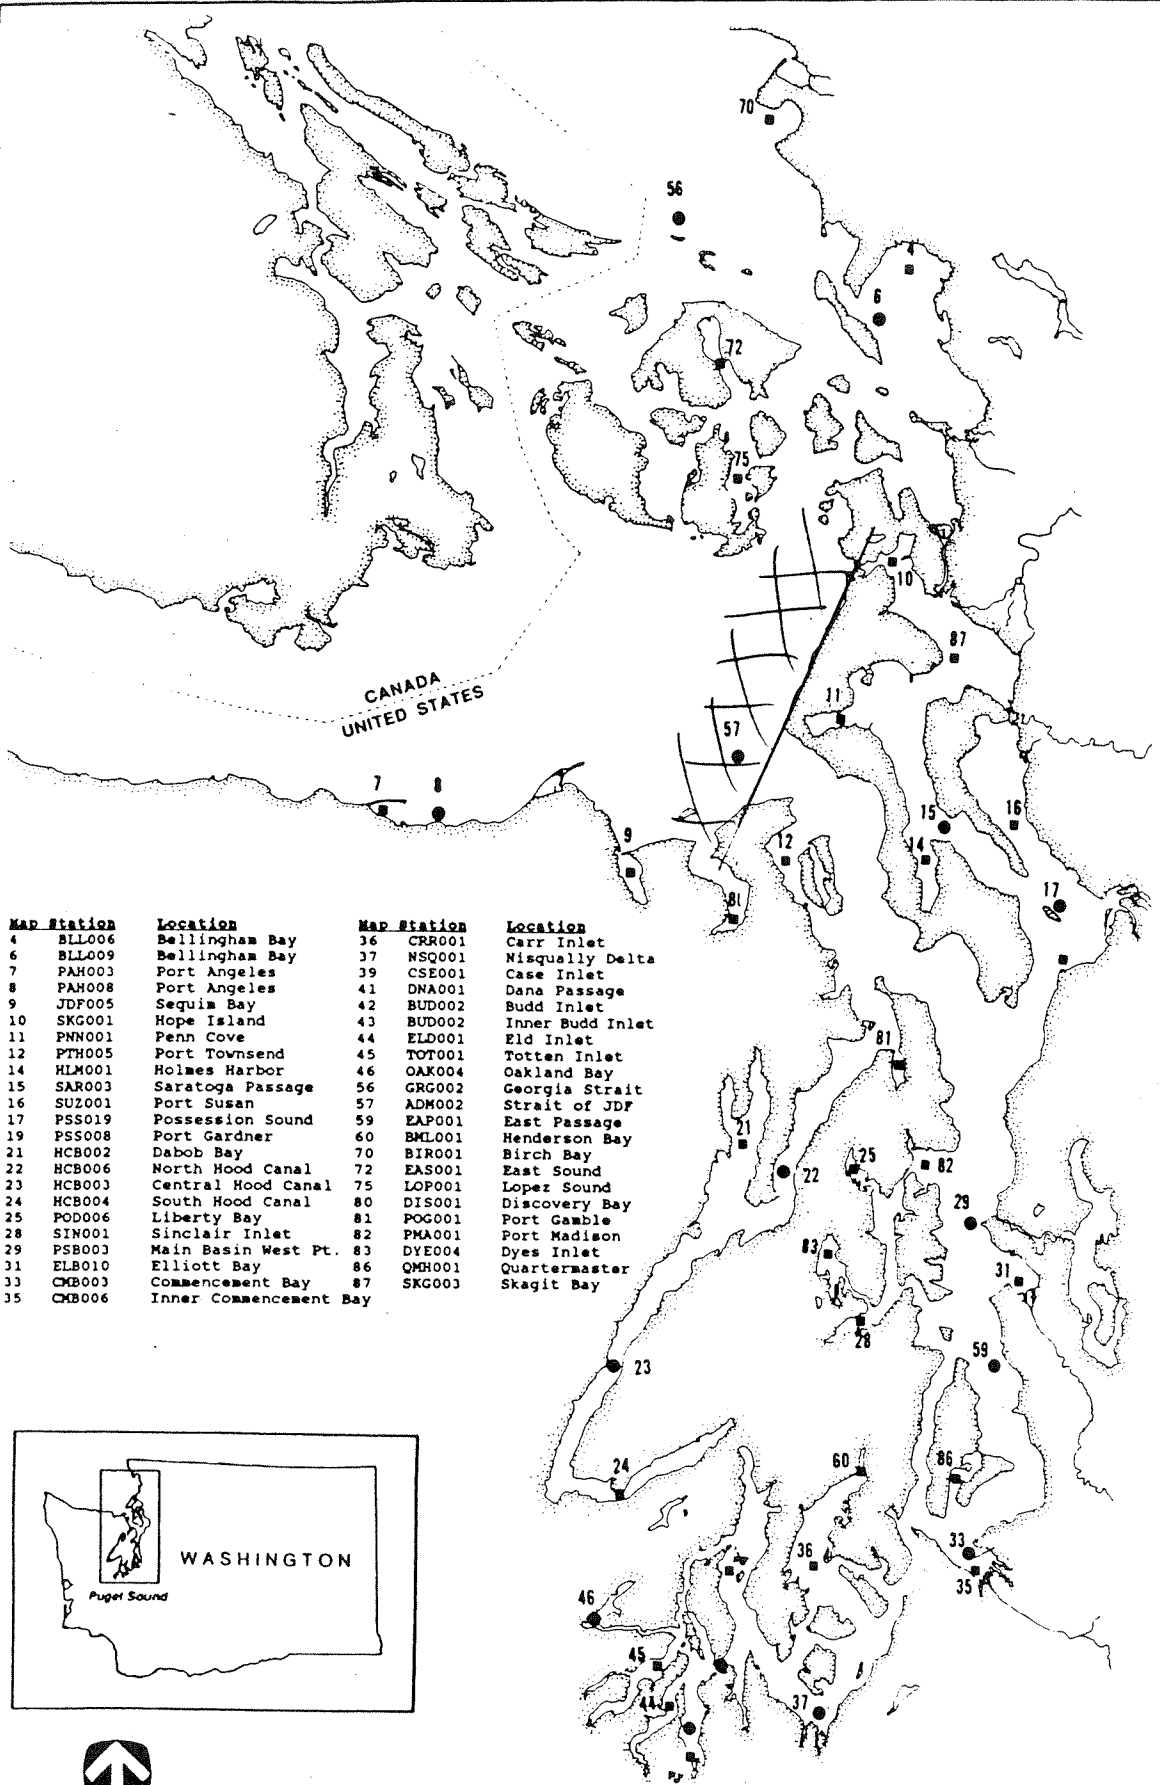 70
56
4
6
72
75
10
87
CANADA
UNITED STATES
11
57
7
8
9
12
15
16
14
17
81
Map Station Location Map Station Location
4 BLL006 Bellingham Bay 36 CRR001 Carr Inlet
6 BLL009 Bellingham Bay 37 NSQ001 Nisqually Delta
7 PAH003 Port Angeles 39 CSE001 Case Inlet
8 PAH008 Port Angeles 41 DNA001 Dana Passage
9 JDF005 Sequim Bay 42 BUD002 Budd Inlet
10 SKG001 Hope Island 43 BUD002 Inner Budd Inlet
11 PNN001 Penn Cove 44 ELD001 Eld Inlet
12 PTH005 Port Townsend 45 TOT001 Totten Inlet
14 HLM001 Holmes Harbor 46 OAK004 Oakland Bay
15 SAR003 Saratoga Passage 56 GRG002 Georgia Strait
16 SUZ001 Port Susan 57 ADM002 Strait of JDF
17 PSS019 Possession Sound 59 EAP001 East Passage
19 PSS008 Port Gardner 60 BML001 Henderson Bay
21 HCB002 Dabob Bay 70 BIR001 Birch Bay
22 HCB006 North Hood Canal 72 EAS001 East Sound
23 HCB003 Central Hood Canal 75 LOP001 Lopez Sound
24 HCB004 South Hood Canal 80 DIS001 Discovery Bay
25 POD006 Liberty Bay 81 POG001 Port Gamble
28 SIN001 Sinclair Inlet 82 PMA001 Port Madison
29 PSB003 Main Basin West Pt. 83 DYE004 Dyes Inlet
31 ELB010 Elliott Bay 86 QMH001 Quartermaster
33 CMB003 Commencement Bay 87 SKG003 Skagit Bay
35 CMB006 Inner Commencement Bay
81
21
22
25
82
29
83
31
28
23
59
24
60
86
36
33
35
46
45
44
37
WASHINGTON
Puget Sound